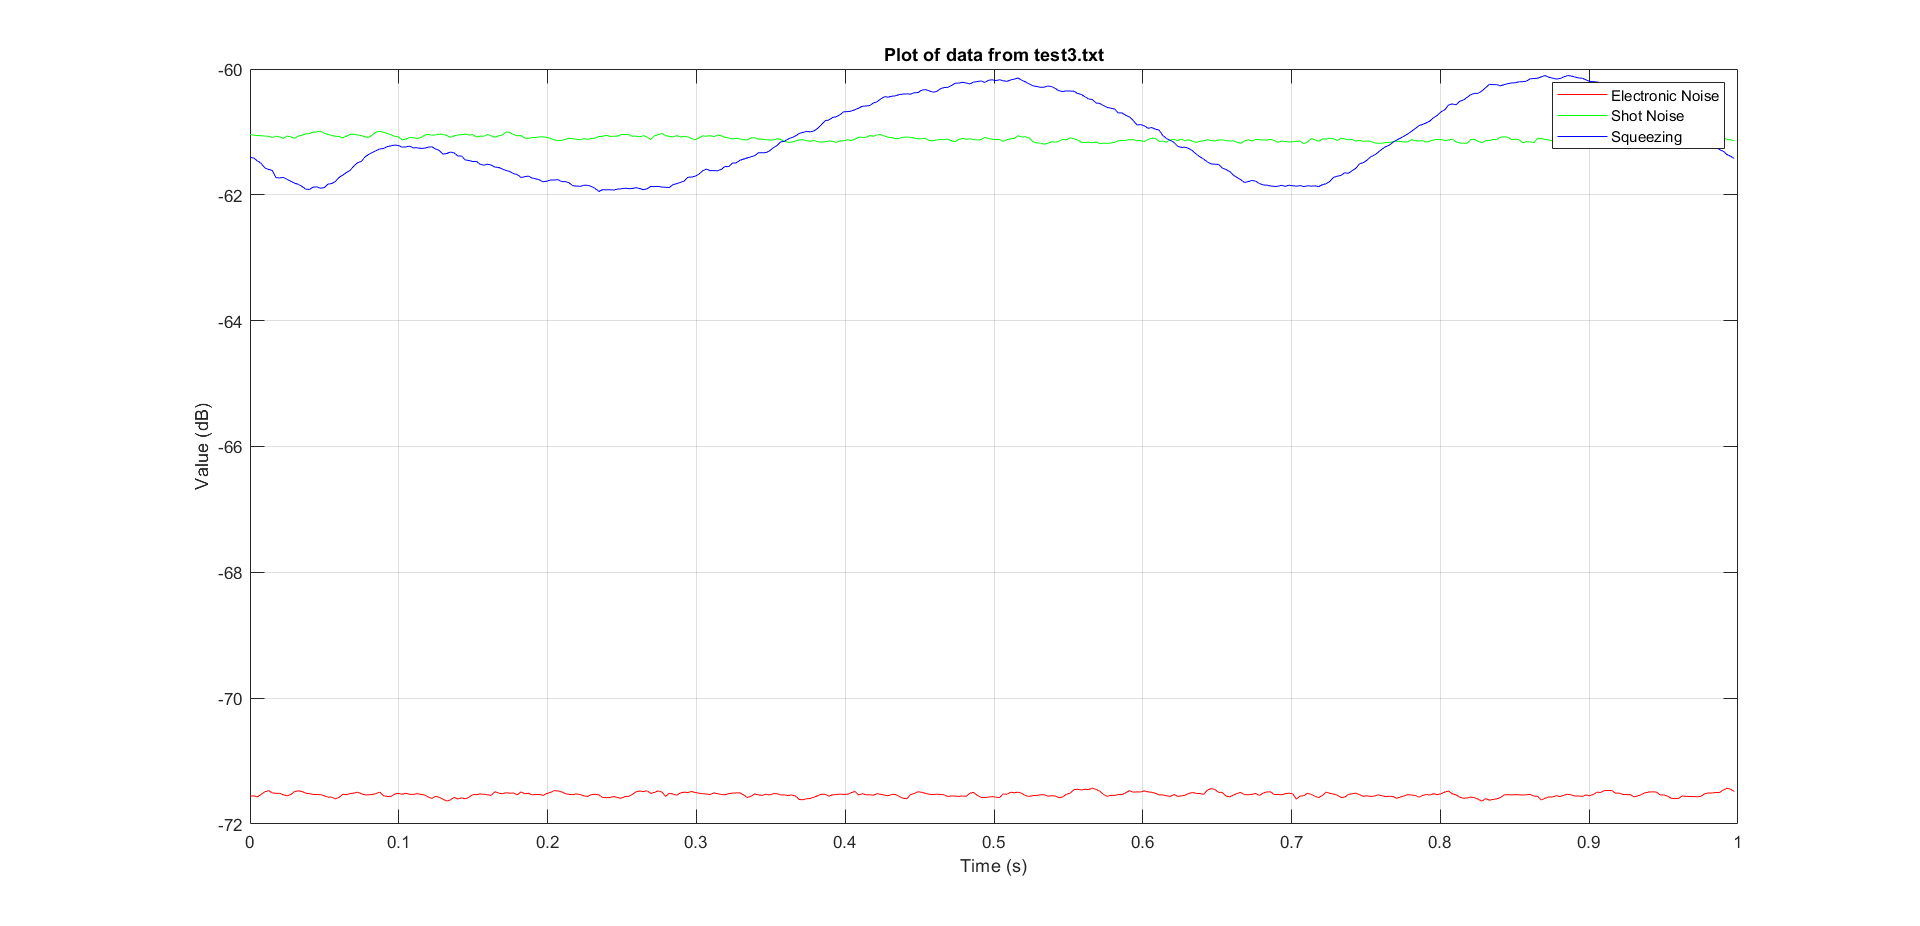 Plot of data from test3.txt
-60
-62
-64
-66
-68
-70
-72
Value (dB)
Electronic Noise
Shot Noise
Squeezing
0 0.1 0.2 0.3 0.4 0.5 0.6 0.7 0.8 0.9 1
Time (s)